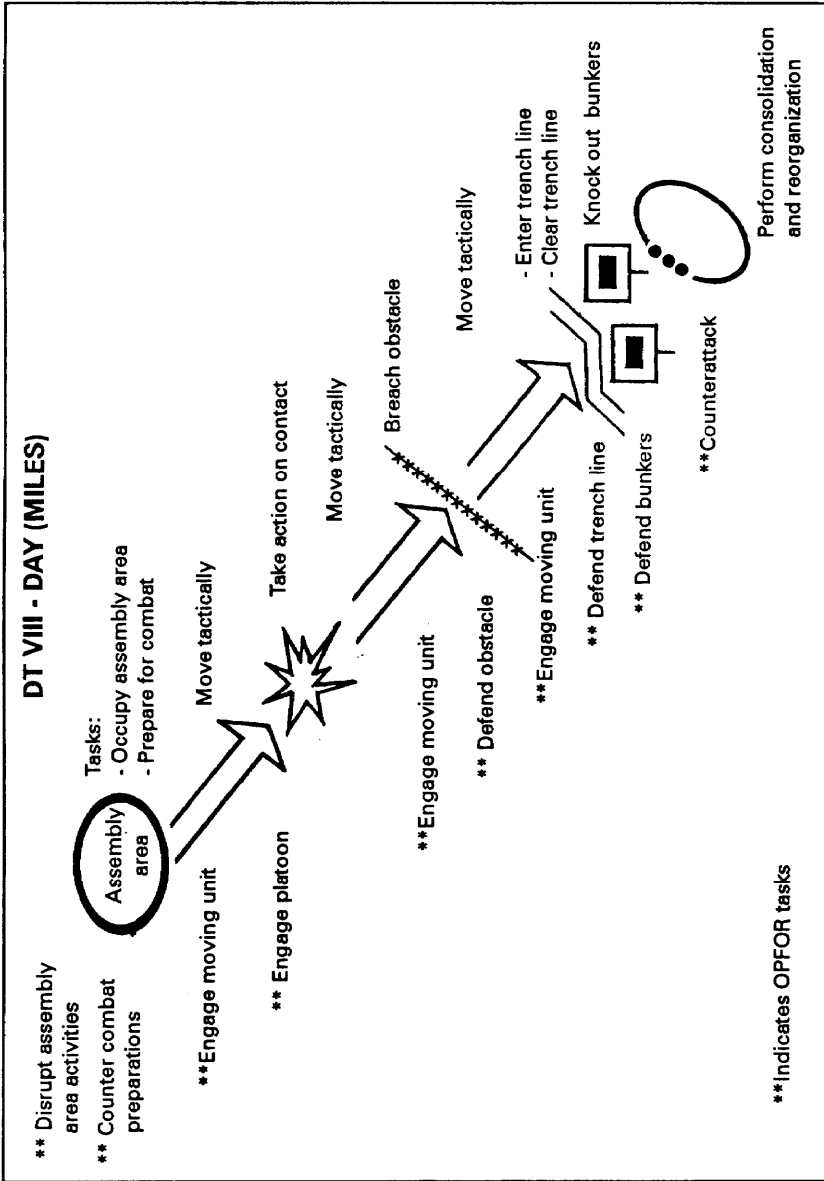 DT VIII - DAY (MILES)
** Disrupt assembly
area activities
** Counter combat
preparations
Assembly
area
Tasks:
- Occupy assembly area
- Prepare for combat
**Engage moving unit
Move tactically
** Engage platoon
Take action on contact
**Engage moving unit
Move tactically
** Defend obstacle
Breach obstacle
**Engage moving unit
Move tactically
** Defend trench line
- Enter trench line
- Clear trench line
** Defend bunkers
Knock out bunkers
**Counterattack
Perform consolidation
and reorganization
**Indicates OPFOR tasks